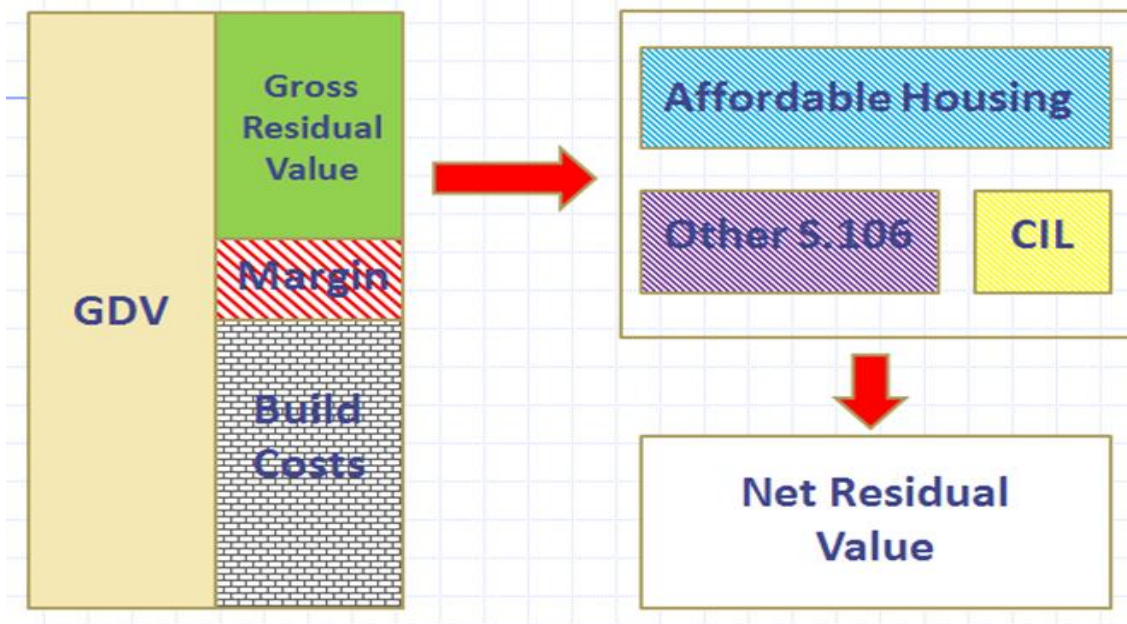 GDV
Gross
Residual
Value
Margin
Build
Costs
Affordable Housing
Other S.106
CIL
Net Residual
Value